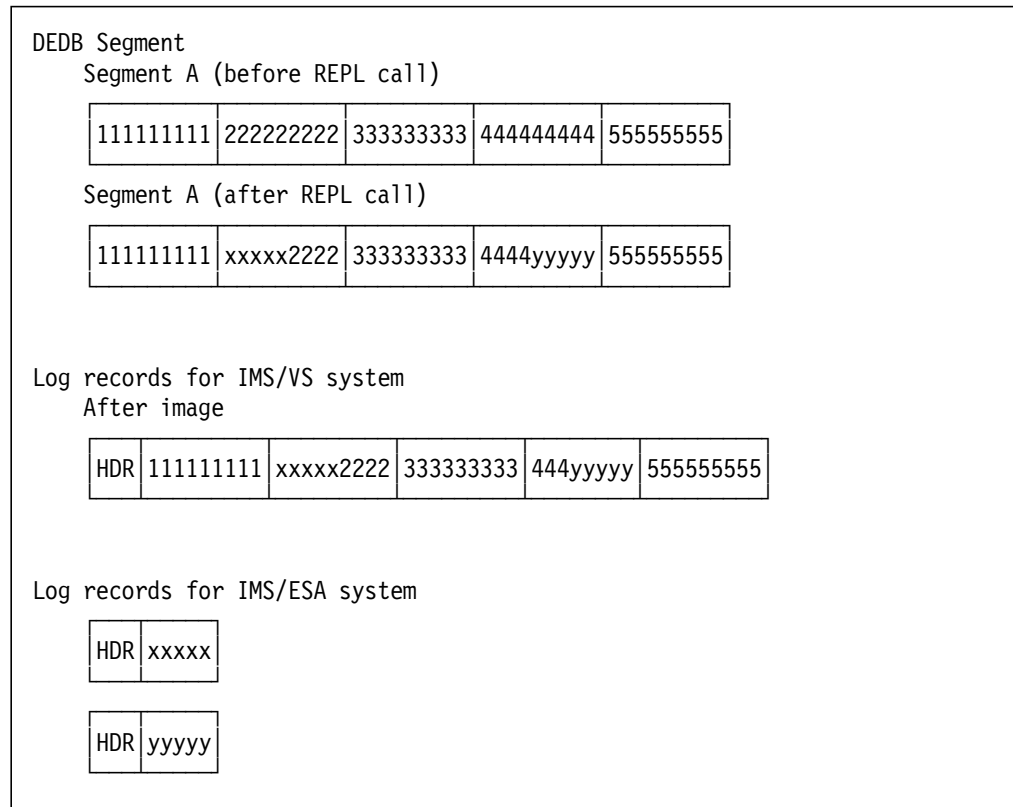 DEDB Segment
Segment A (before REPL call)
111111111 222222222 333333333 444444444 555555555
Segment A (after REPL call)
111111111 xxxxx2222 333333333 4444yyyyy 555555555
Log records for IMS/VS system
After image
HDR 111111111 xxxxx2222 333333333 444yyyyy 555555555
Log records for IMS/ESA system
HDR xxxxx
HDR yyyyy